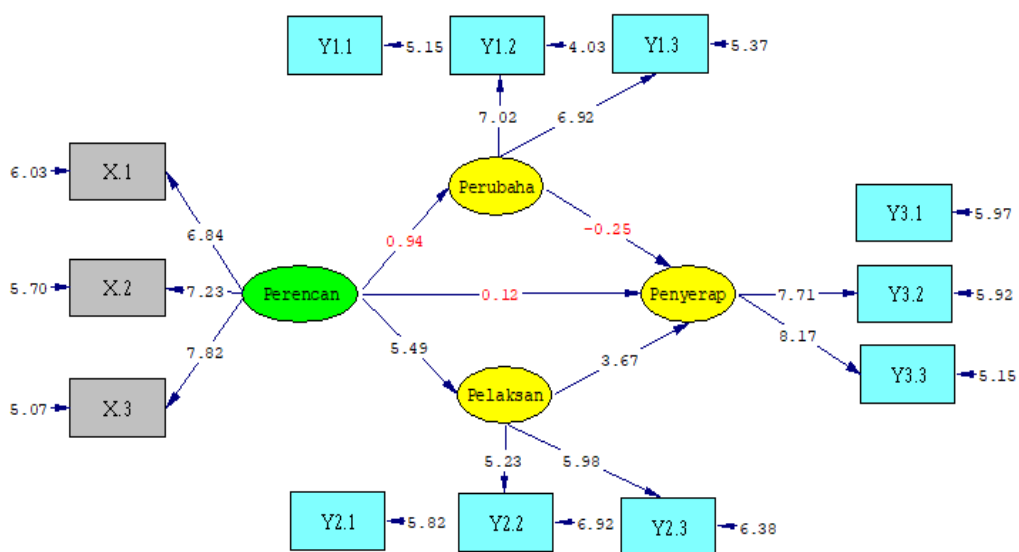 Y1.1
5.15
Y1.2
4.03
Y1.3
5.37
7.02
6.92
6.03
X.1
6.84
Perubaha
Y3.1
5.97
0.94
-0.25
5.70
X.2
7.23
Perencan
0.12
Penyerap
7.71
Y3.2
5.92
7.82
5.49
3.67
8.17
5.07
X.3
Pelaksan
Y3.3
5.15
5.23
5.98
Y2.1
5.82
Y2.2
6.92
Y2.3
6.38